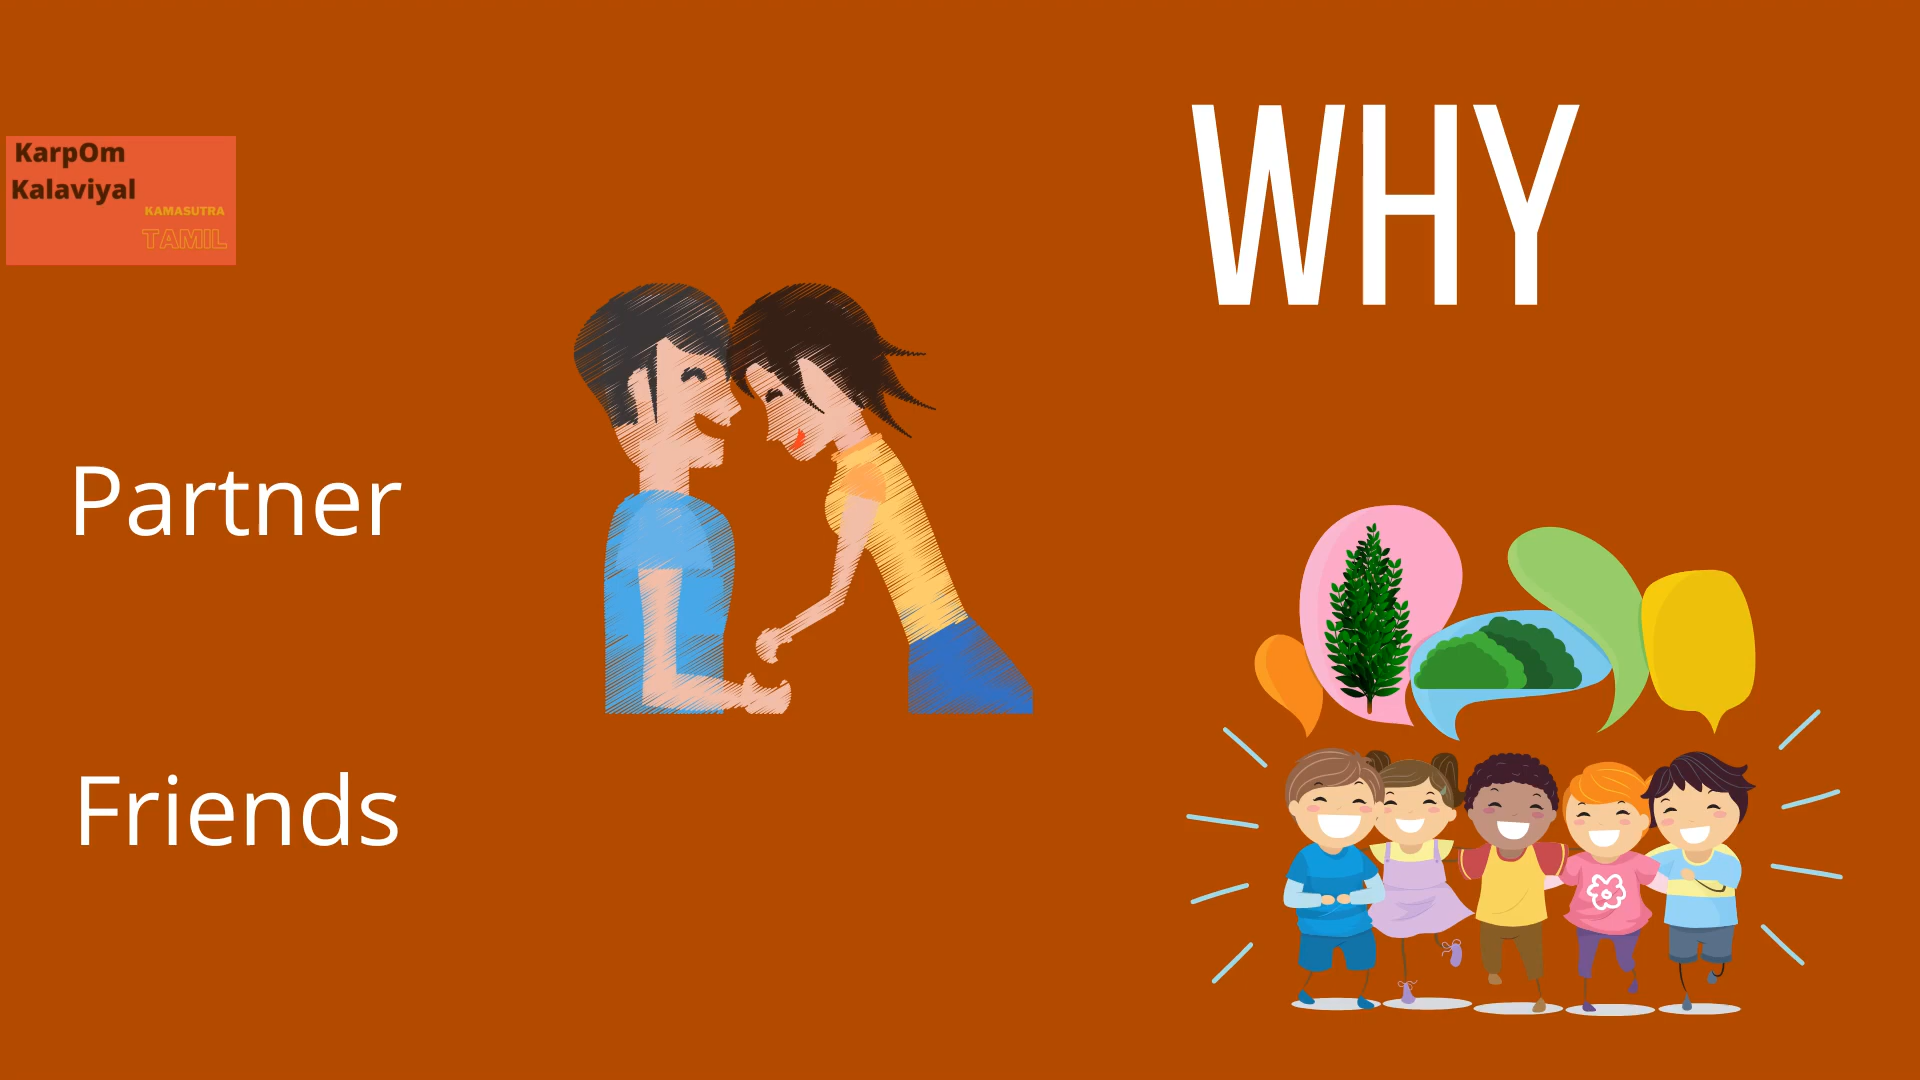 KarpOm
Kalaviyal
KAMASUTRA
TAMIL
WHY
Partner
Friends